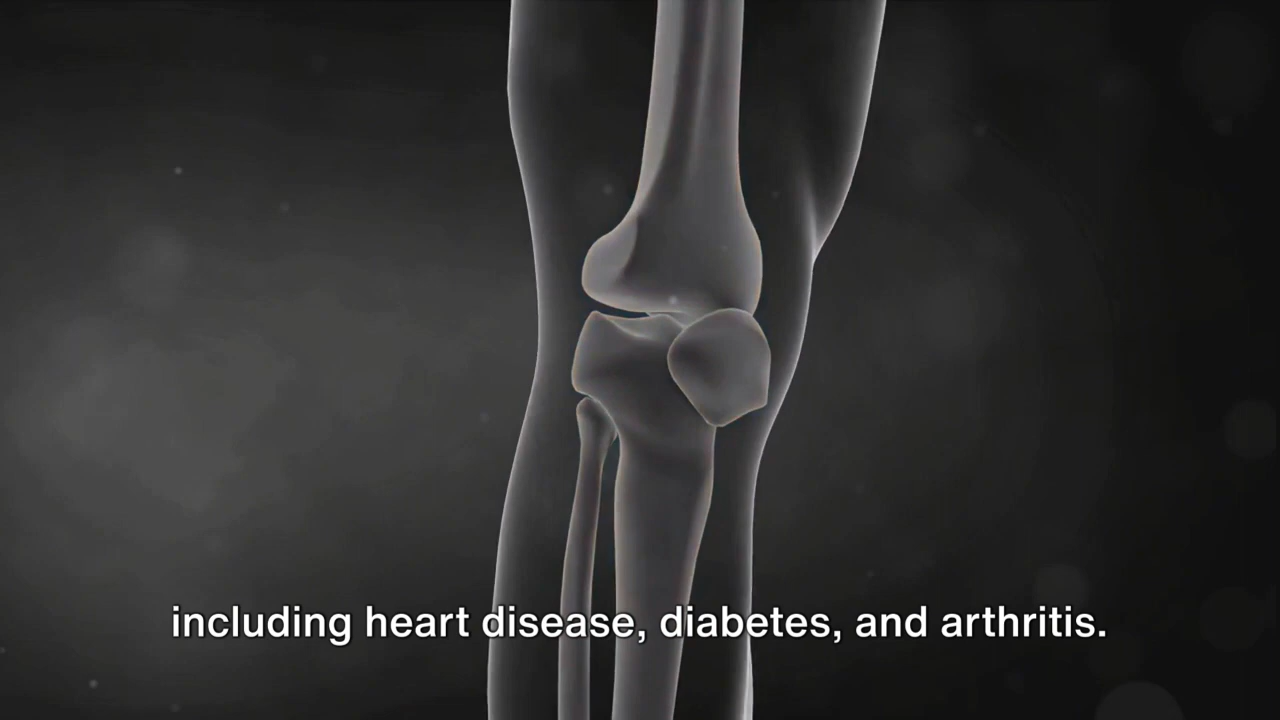 including heart disease, diabetes, and arthritis.